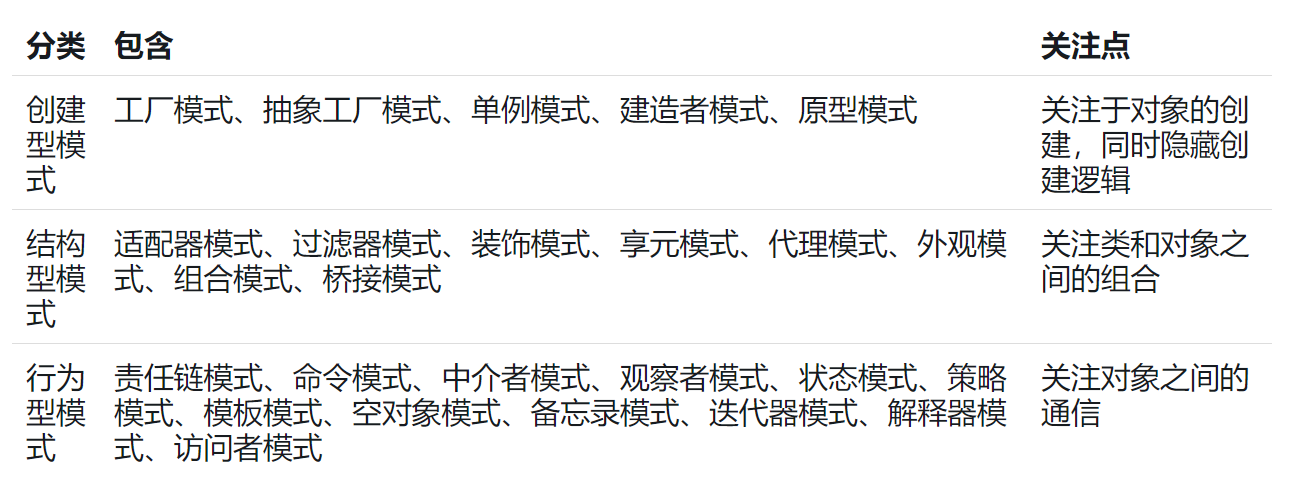 分类 包含 关注点
创建型模式
工厂模式、抽象工厂模式、单例模式、建造者模式、原型模式
关注于对象的创
建，同时隐藏创
建逻辑
结构型模式
适配器模式、过滤器模式、装饰模式、享元模式、代理模式、外观模
式、组合模式、桥接模式
关注类和对象之
间的组合
行为型模式
责任链模式、命令模式、中介者模式、观察者模式、状态模式、策略
模式、模板模式、空对象模式、备忘录模式、迭代器模式、解释器模
式、访问者模式
关注对象之间的
通信